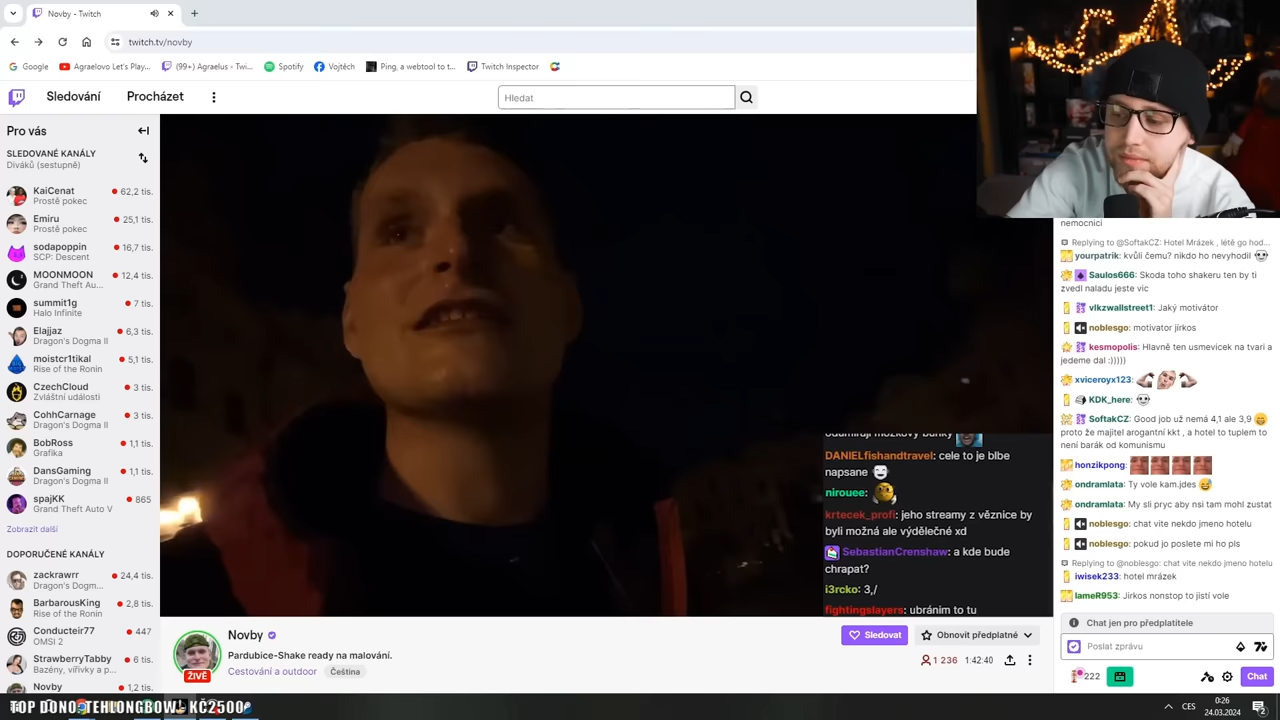 Novby - Twitch
twitch.tv/novby
Google
Agraelovo Let's Play...
(99+) Agraelus - Twi...
Spotify
Vojtěch
Ping, a webtool to t...
Twitch Inspector
Sledování
Procházet
Hledat
Pro vás
SLEDOVANÉ KANÁLY
Diváků (sestupně)
KaiCenat 62,2 tis.
Prostě pokec
Emiru 25,1 tis.
Prostě pokec
sodapoppin 16,7 tis.
SCP: Descent
MOONMOON 12,4 tis.
Grand Theft Au...
summit1g 7 tis.
Halo Infinite
Elajjaz 6,3 tis.
Dragon's Dogma II
moistcr1tikal 5,1 tis.
Rise of the Ronin
CzechCloud 3 tis.
Zvláštní události
CohhCarnage 3 tis.
Dragon's Dogma II
BobRoss 1,1 tis.
Grafika
DansGaming 1,1 tis.
Dragon's Dogma II
spajKK 865
Grand Theft Auto V
Zobrazit další
DOPORUČENÉ KANÁLY
zackrawrr 24,4 tis.
Dragon's Dogm...
BarbarousKing 2,8 tis.
Rise of the Ronin
Conducteir77 447
OMSI 2
StrawberryTabby 6 tis.
Bazény, vířivky a p...
Novby 1,2 tis.
odumírají mozkový buňky
DANIELfishandtravel: cele to je blbe
napsane
nirouee:
krtecek_profi: jeho streamy z věznice by
byli možná ale výdělečné xd
SebastianCrenshaw: a kde bude
chrapat?
i3rcko: 3,/
fightingslayers: ubráním to tu
Novby
Pardubice-Shake ready na malování.
Cestování a outdoor
Čeština
ŽIVĚ
Sledovat
Obnovit předplatné
1 236
1:42:40
nemocnici
Replying to @SoftakCZ: Hotel Mrázek , létě go hod...
yourpatrik: kvůli čemu? nikdo ho nevyhodil
Saulos666: Skoda toho shakeru ten by ti
zvedl naladu jeste vic
vlkzwallstreet1: Jaký motivátor
noblesgo: motivator jirkos
kesmopolis: Hlavně ten usmevicek na tvari a
jedeme dal :)))))
xviceroyx123:
KDK_here:
SoftakCZ: Good job už nemá 4,1 ale 3,9
proto že majitel arogantní kkt , a hotel to tuplem to
není barák od komunismu
honzikpong:
ondramlata: Ty vole kam.jdes
ondramlata: My sli pryc aby nsi tam mohl zustat
noblesgo: chat vite nekdo jmeno hotelu
noblesgo: pokud jo poslete mi ho pls
Replying to @noblesgo: chat vite nekdo jmeno hotelu
iwisek233: hotel mrázek
lameR953: Jirkos nonstop to jistí vole
Chat jen pro předplatitele
Poslat zprávu
222
Chat
TOP DONO: TEHLONGBOW KČ2500
CES
0:26
24.03.2024
2